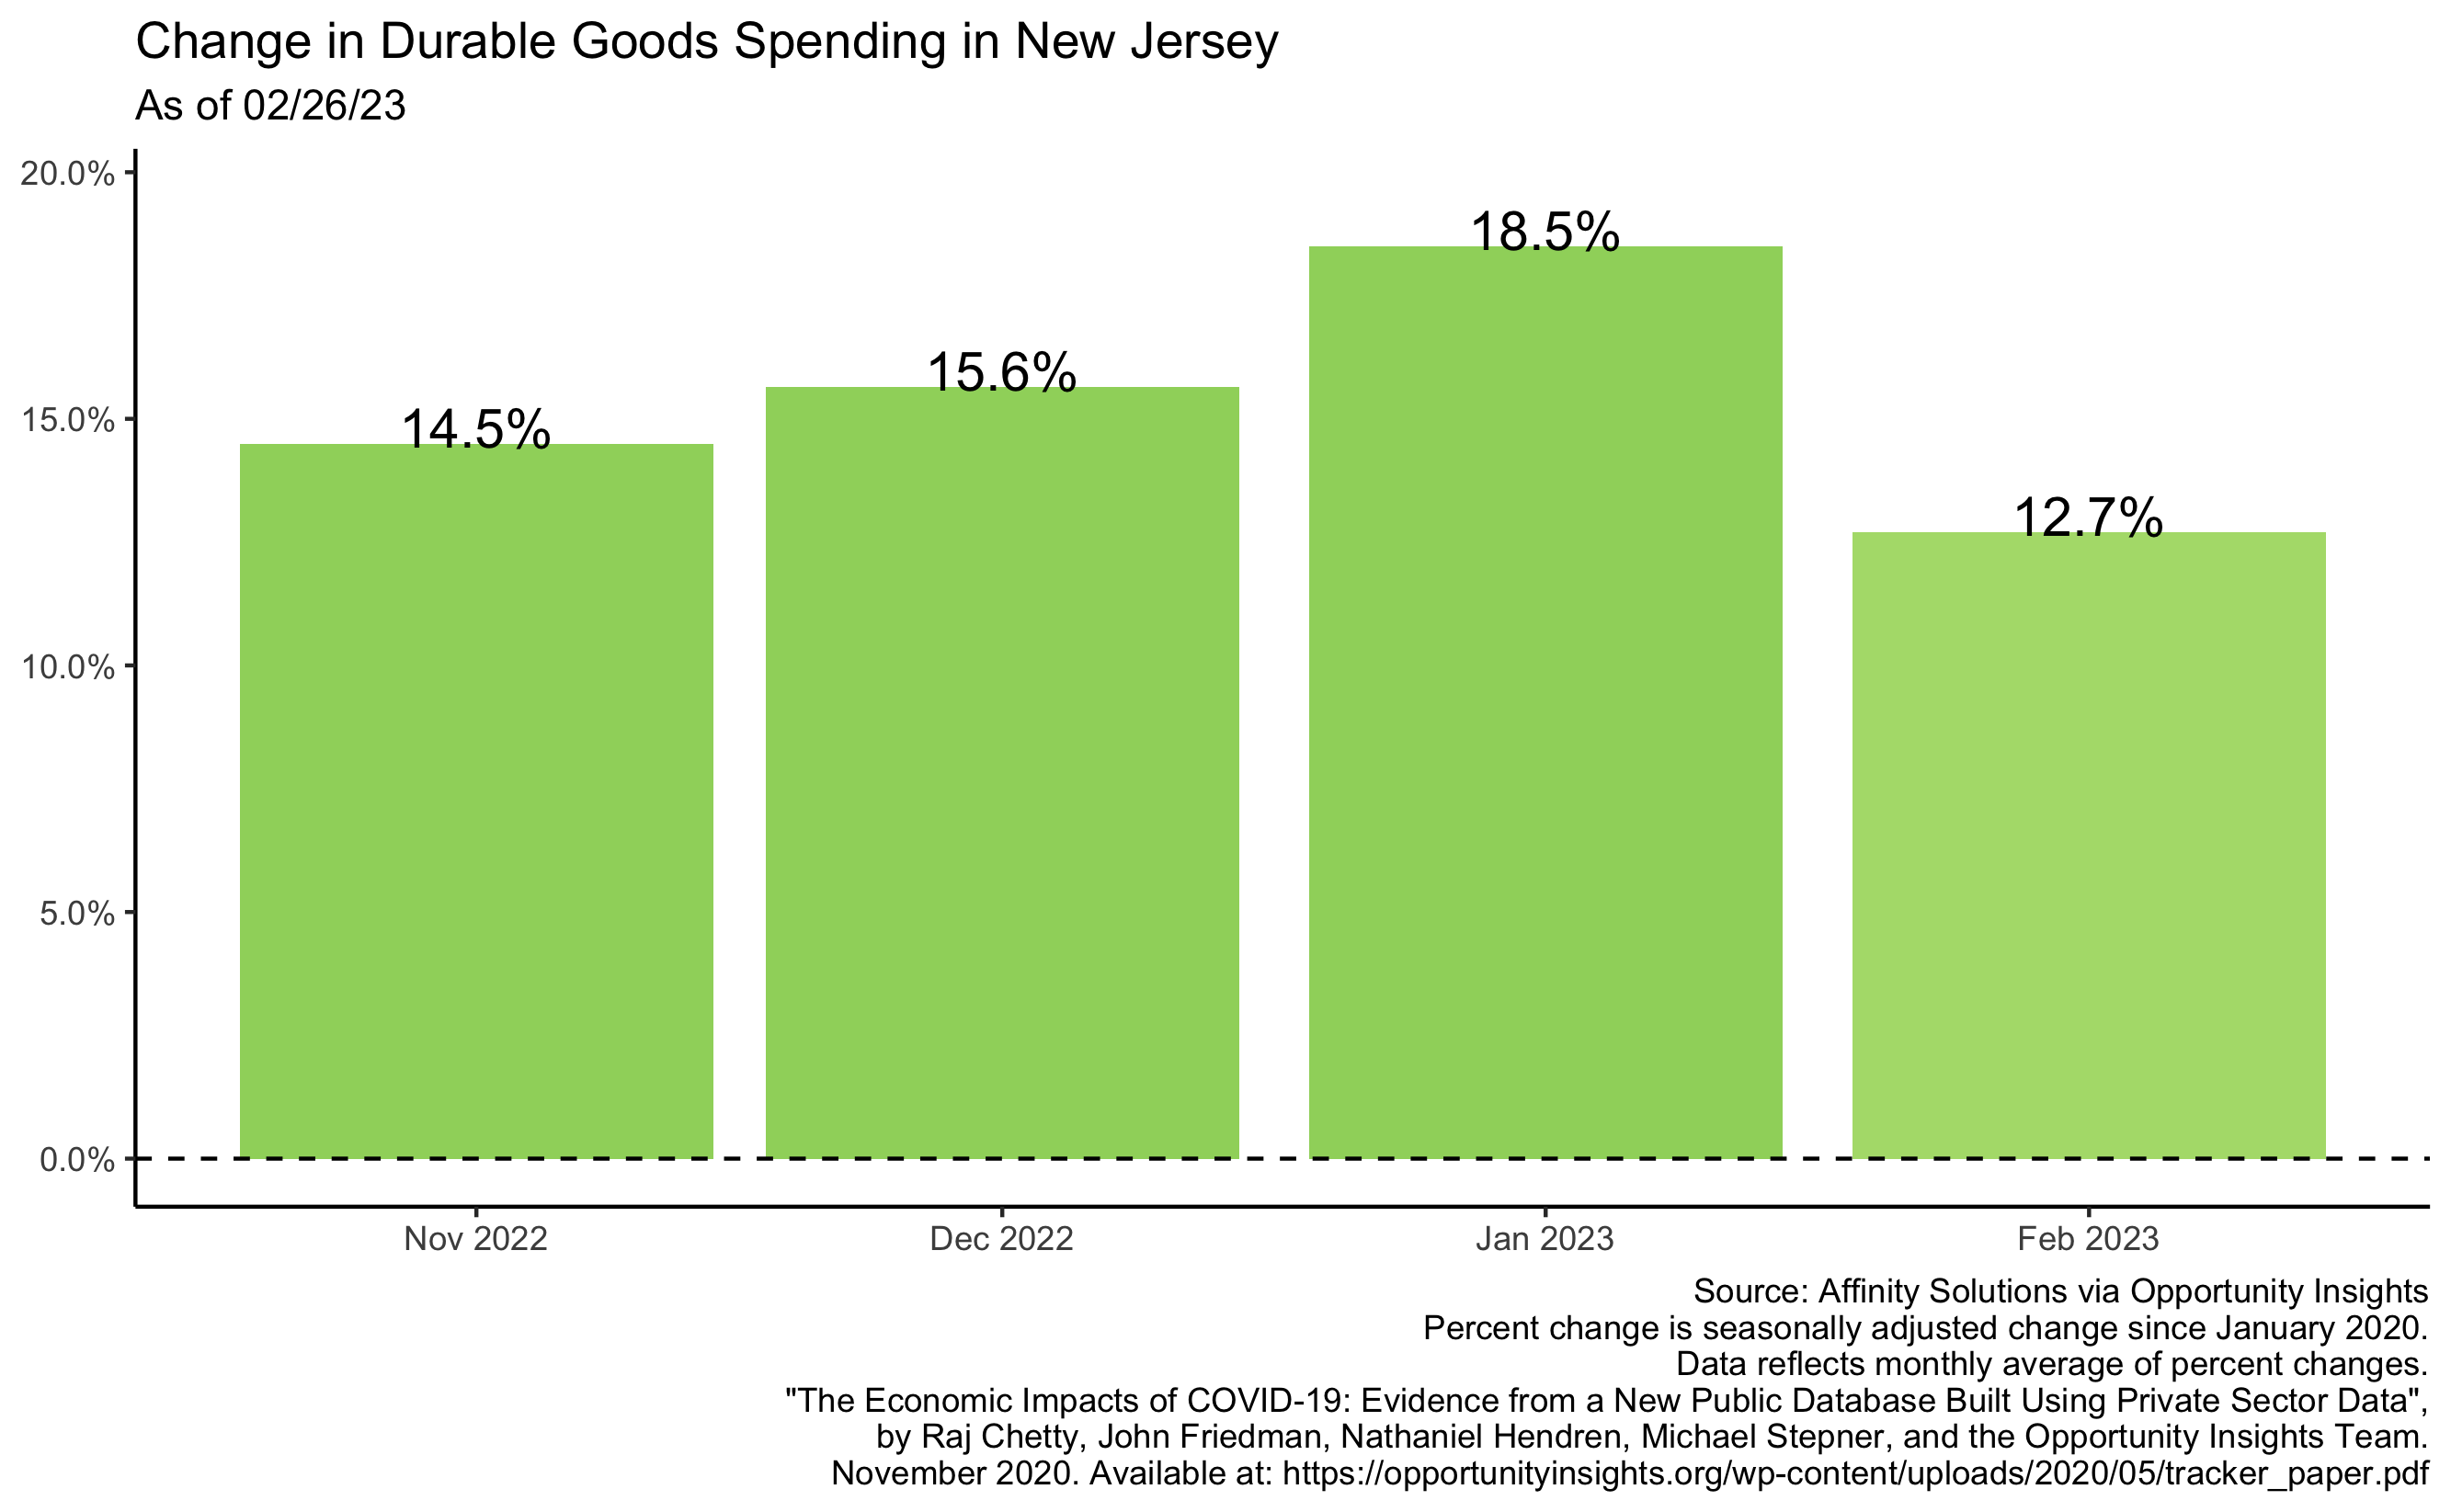 Change in Durable Goods Spending in New Jersey
As of 02/26/23
20.0%
15.0%
10.0%
5.0%
0.0%
14.5%
15.6%
18.5%
12.7%
Nov 2022
Dec 2022
Jan 2023
Feb 2023
Source: Affinity Solutions via Opportunity Insights
Percent change is seasonally adjusted change since January 2020.
Data reflects monthly average of percent changes.
"The Economic Impacts of COVID-19: Evidence from a New Public Database Built Using Private Sector Data",
by Raj Chetty, John Friedman, Nathaniel Hendren, Michael Stepner, and the Opportunity Insights Team.
November 2020. Available at: https://opportunityinsights.org/wp-content/uploads/2020/05/tracker_paper.pdf